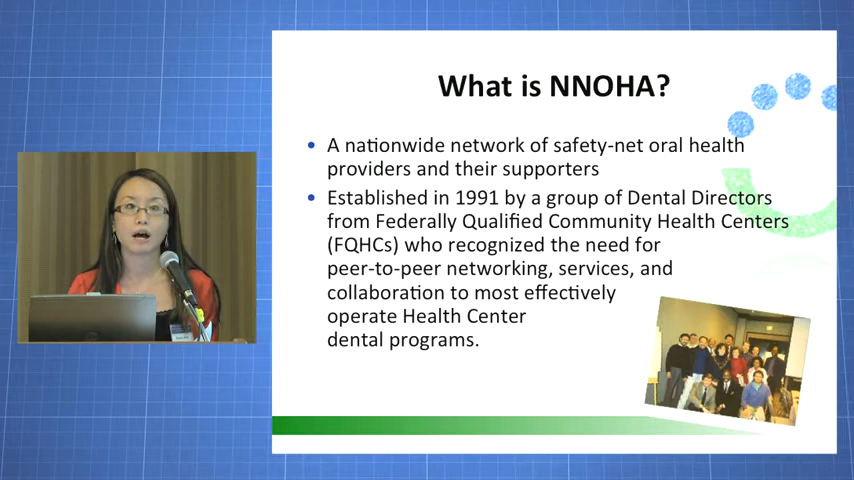 What is NNOHA?
• A nationwide network of safety-net oral health
providers and their supporters
• Established in 1991 by a group of Dental Directors
from Federally Qualified Community Health Centers
(FQHCs) who recognized the need for
peer-to-peer networking, services, and
collaboration to most effectively
operate Health Center
dental programs.